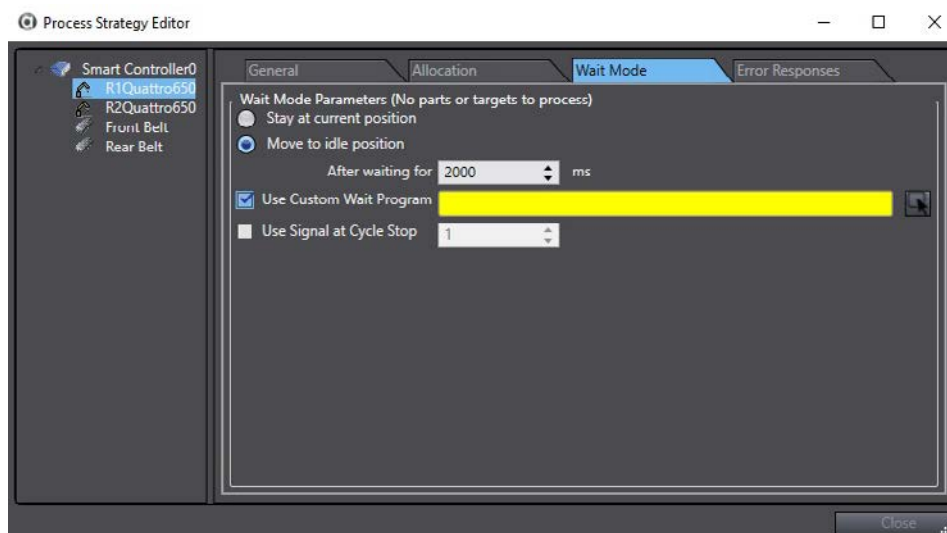 Process Strategy Editor
Smart Controller0
R1Quattro650
R2Quattro650
Front Belt
Rear Belt
General
Allocation
Wait Mode
Error Responses
Wait Mode Parameters (No parts or targets to process)
Stay at current position
Move to idle position
After waiting for 2000 ms
Use Custom Wait Program
Use Signal at Cycle Stop 1
Close